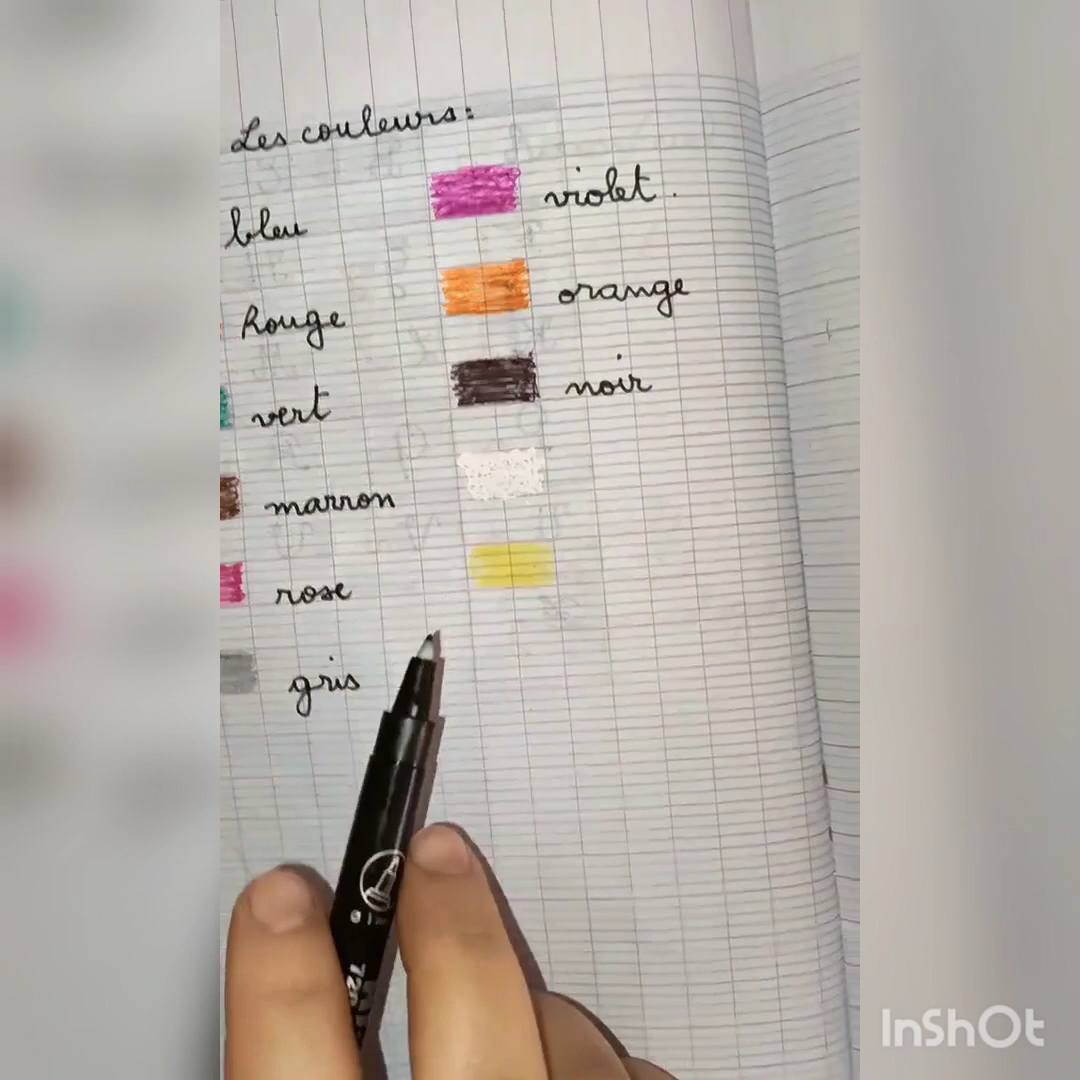 Les couleurs:
bleu
Rouge
vert
marron
rose
gris
violet.
orange
noir
InShOt